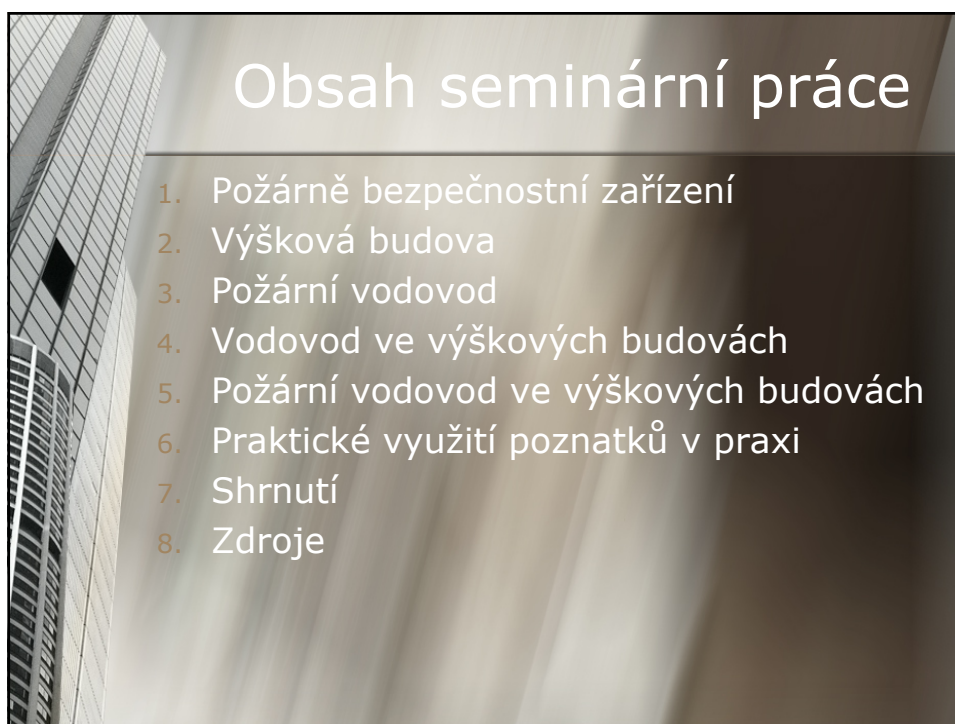 Obsah seminární práce
1. Požárně bezpečnostní zařízení
2. Výšková budova
3. Požární vodovod
4. Vodovod ve výškových budovách
5. Požární vodovod ve výškových budovách
6. Praktické využití poznatků v praxi
7. Shrnutí
8. Zdroje